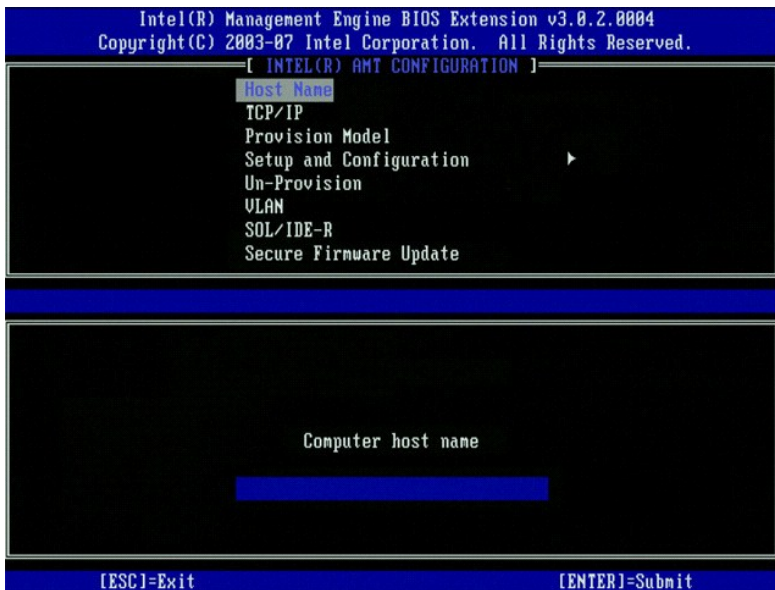 Intel(R) Management Engine BIOS Extension v3.0.2.0004
Copyright(C) 2003-07 Intel Corporation. All Rights Reserved.
[ INTEL(R) AMT CONFIGURATION ]
Host Name
TCP/IP
Provision Model
Setup and Configuration
Un-Provision
VLAN
SOL/IDE-R
Secure Firmware Update
Computer host name
[ESC]=Exit [ENTER]=Submit